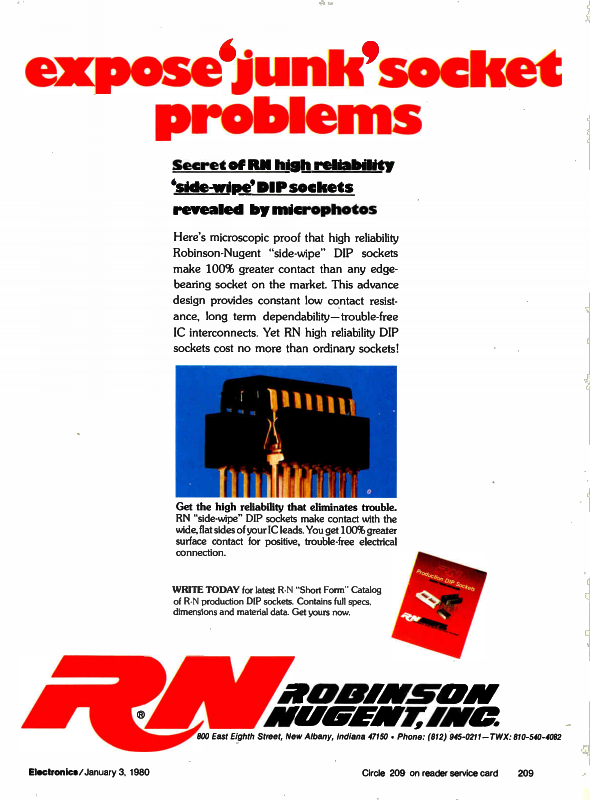 expose 'junk' socket
problems
Secret of RN high reliability
'side-wipe' DIP sockets
revealed by microphotos
Here's microscopic proof that high reliability
Robinson-Nugent "side-wipe" DIP sockets
make 100% greater contact than any edge-
bearing socket on the market. This advance
design provides constant low contact resist-
ance, long term dependability—trouble-free
IC interconnects. Yet RN high reliability DIP
sockets cost no more than ordinary sockets!
Get the high reliability that eliminates trouble.
RN "side-wipe" DIP sockets make contact with the
wide, flat sides of your IC leads. You get 100% greater
surface contact for positive, trouble-free electrical
connection.
WRITE TODAY for latest R-N "Short Form" Catalog
of R-N production DIP sockets. Contains full specs,
dimensions and material data. Get yours now.
Production DIP Sockets
RN®
ROBINSON
NUGENT, INC.
800 East Eighth Street, New Albany, Indiana 47150 • Phone: (812) 945-0211—TWX: 810-540-4082
Electronics/January 3, 1980
Circle 209 on reader service card 209